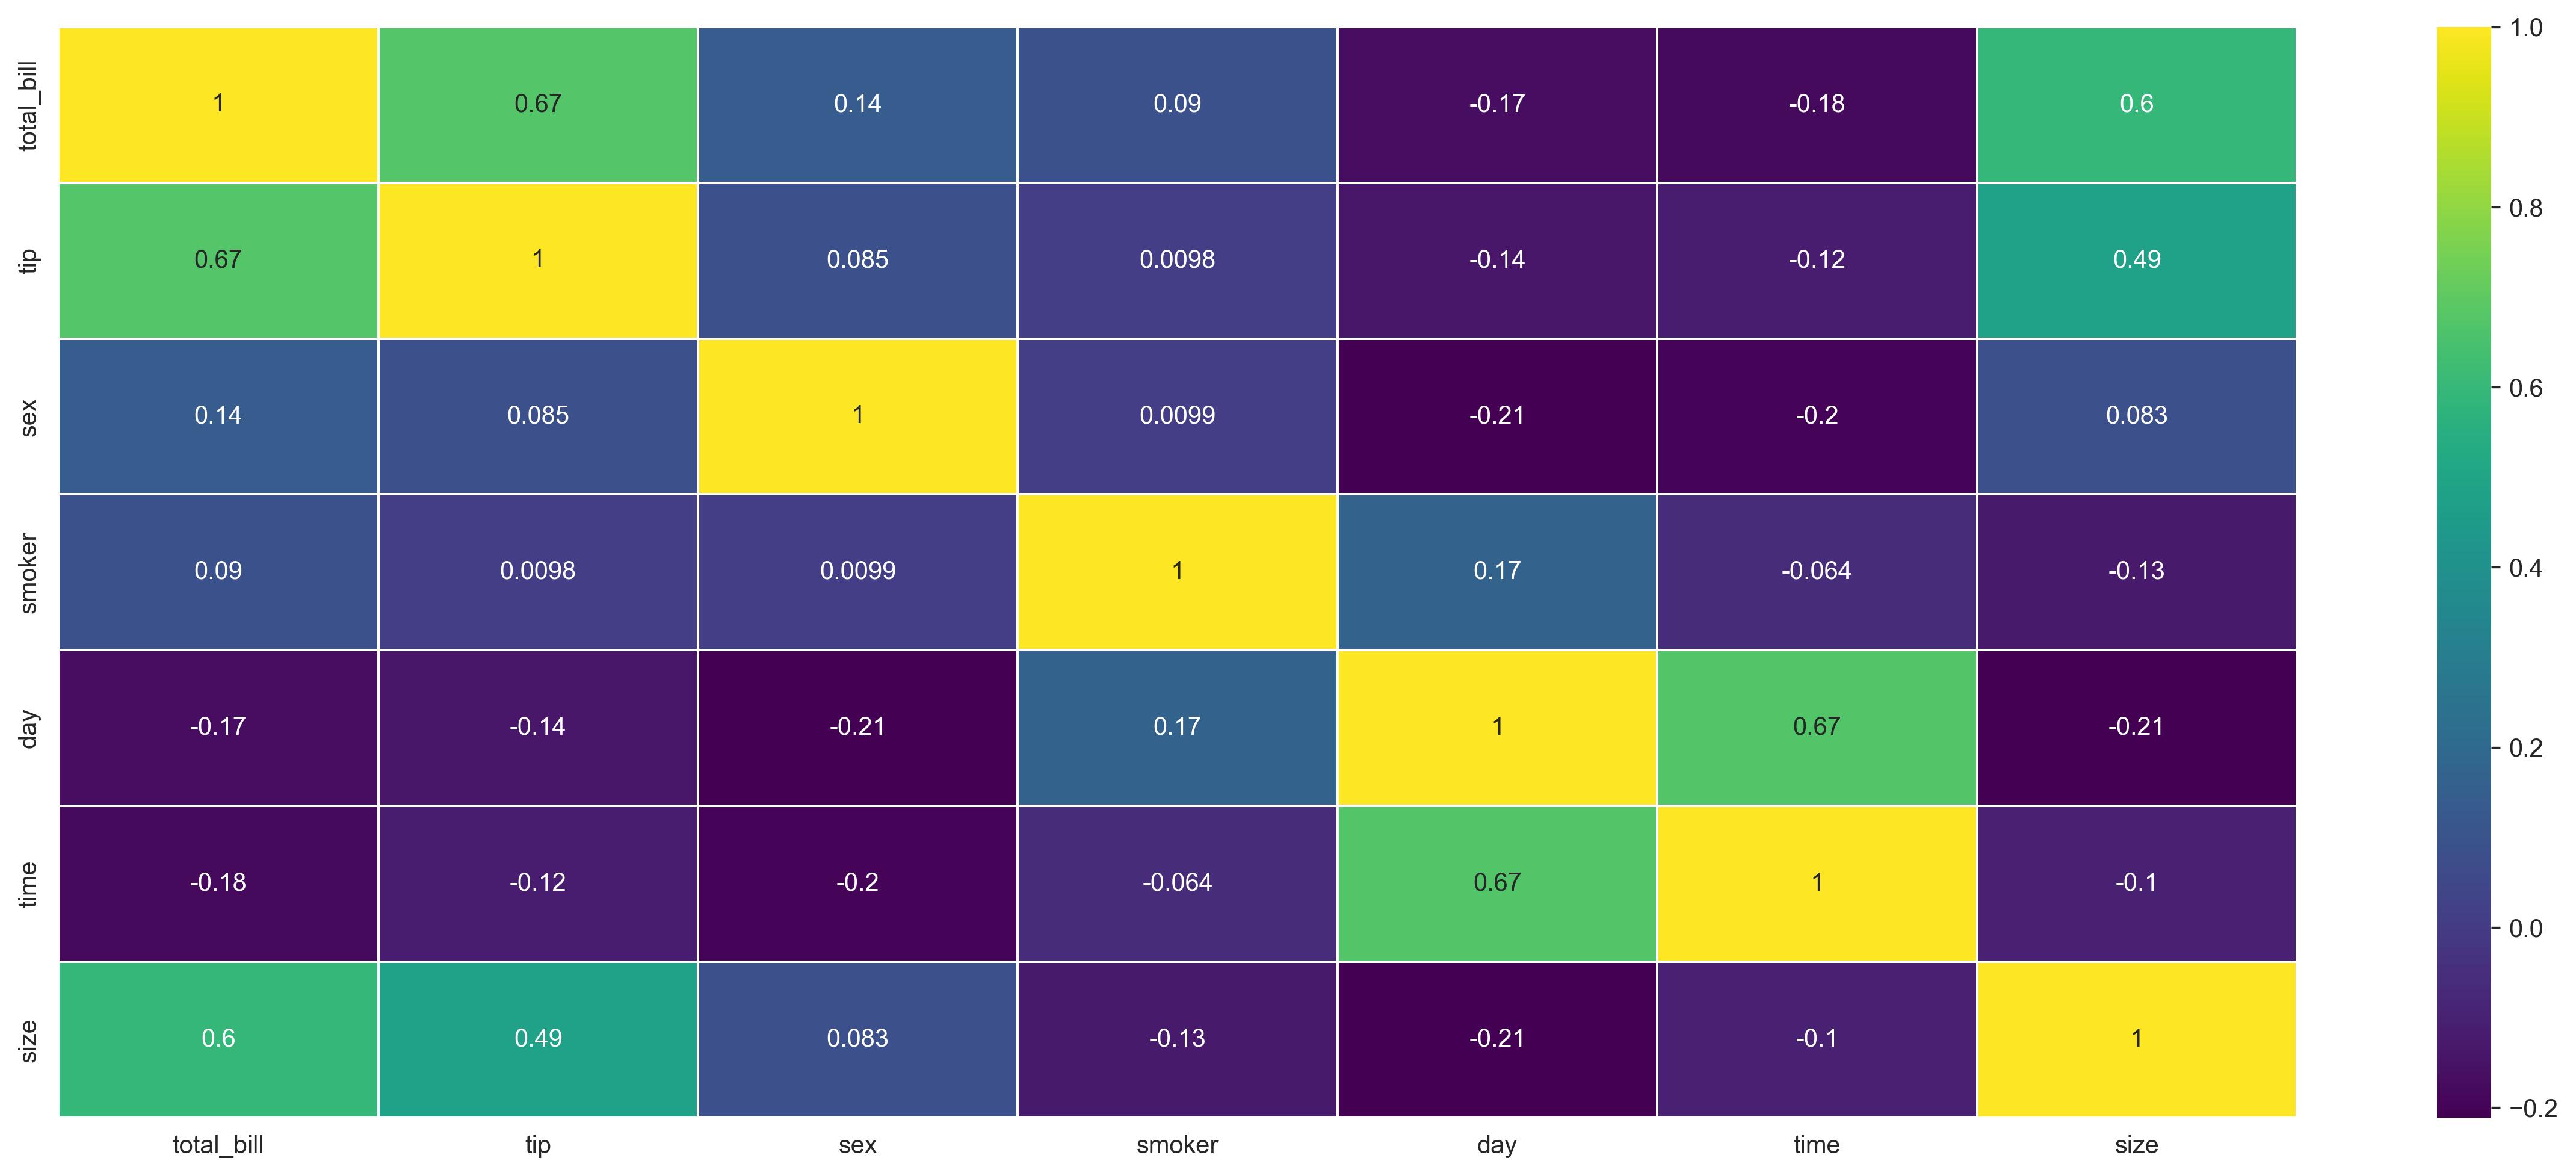 total_bill 1 0.67 0.14 0.09 -0.17 -0.18 0.6
tip 0.67 1 0.085 0.0098 -0.14 -0.12 0.49
sex 0.14 0.085 1 0.0099 -0.21 -0.2 0.083
smoker 0.09 0.0098 0.0099 1 0.17 -0.064 -0.13
day -0.17 -0.14 -0.21 0.17 1 0.67 -0.21
time -0.18 -0.12 -0.2 -0.064 0.67 1 -0.1
size 0.6 0.49 0.083 -0.13 -0.21 -0.1 1
total_bill tip sex smoker day time size
1.0
0.8
0.6
0.4
0.2
0.0
−0.2